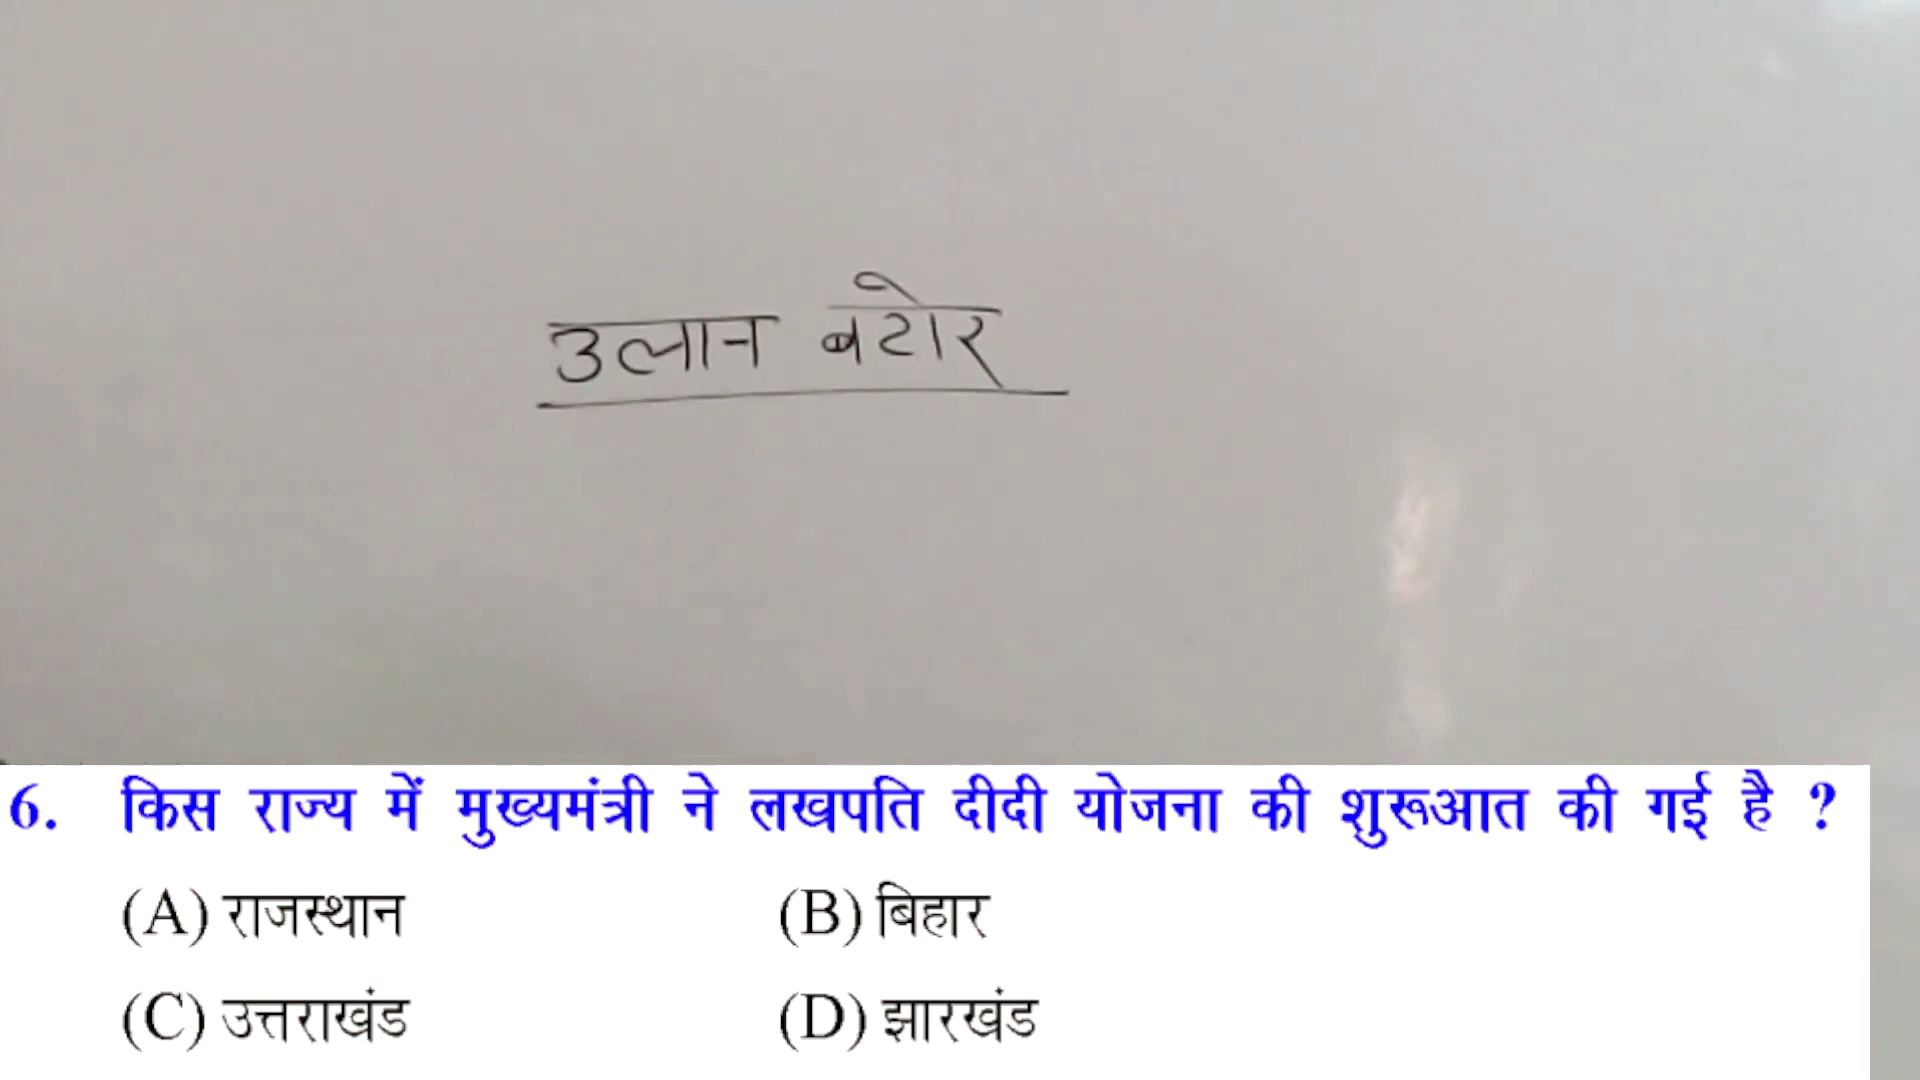 उलान बटोर
6. किस राज्य में मुख्यमंत्री ने लखपति दीदी योजना की शुरूआत की गई है ?
(A) राजस्थान (B) बिहार
(C) उत्तराखंड (D) झारखंड